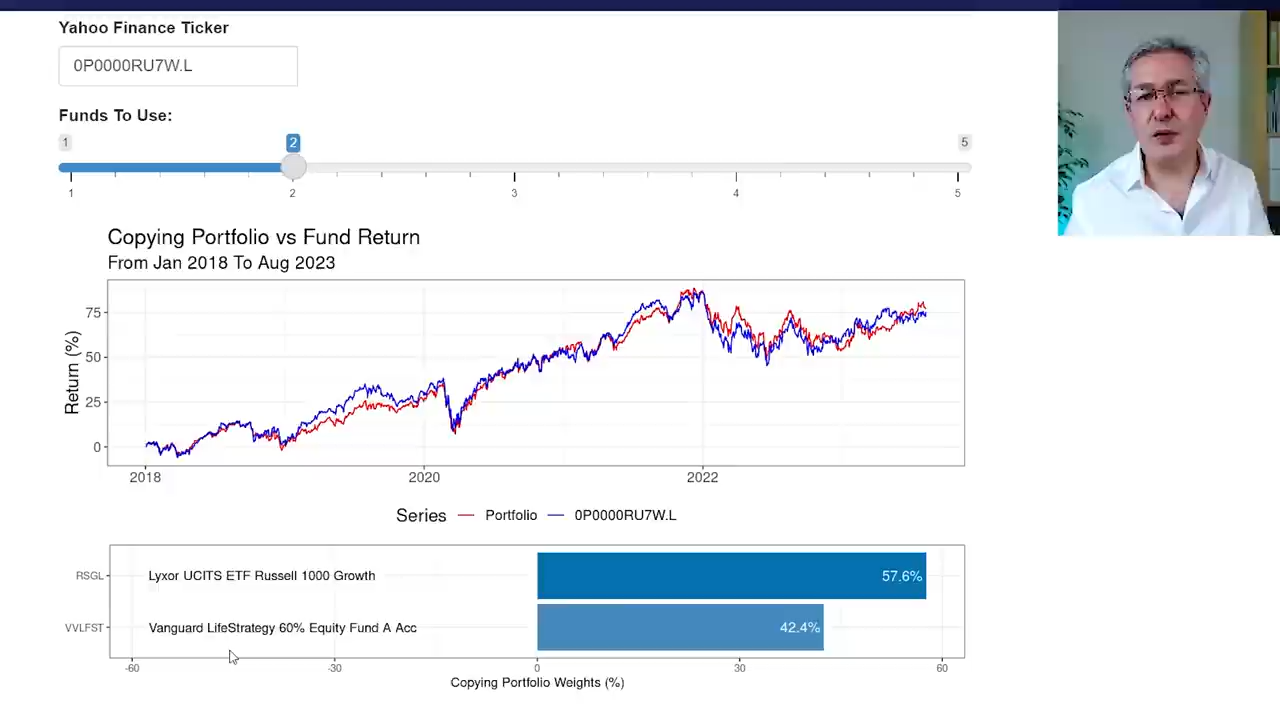 Yahoo Finance Ticker
0P0000RU7W.L
Funds To Use:
1 2 5
1 2 3 4 5
Copying Portfolio vs Fund Return
From Jan 2018 To Aug 2023
Return (%)
75
50
25
0
2018 2020 2022
Series Portfolio 0P0000RU7W.L
RSGL Lyxor UCITS ETF Russell 1000 Growth 57.6%
VVLFST Vanguard LifeStrategy 60% Equity Fund A Acc 42.4%
-60 -30 0 30 60
Copying Portfolio Weights (%)